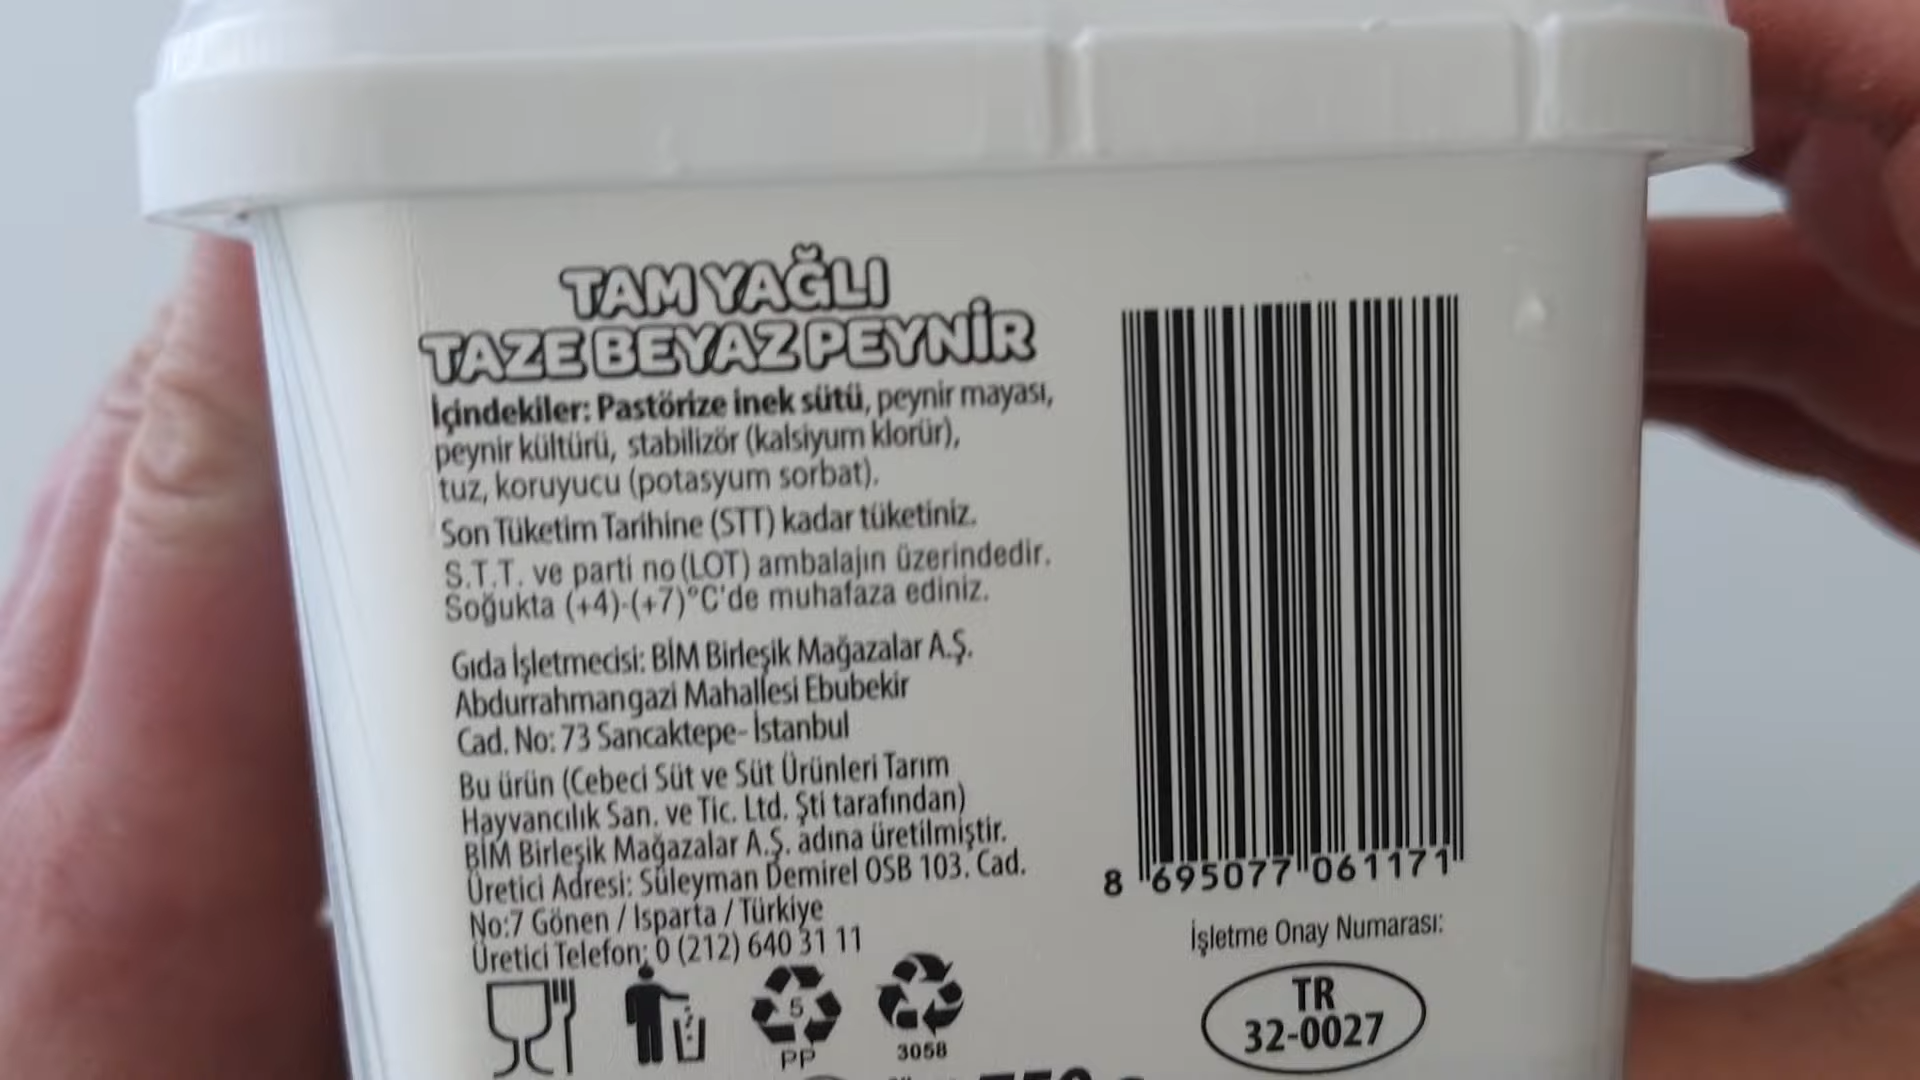 TAM YAĞLI
TAZE BEYAZ PEYNİR
İçindekiler: Pastörize inek sütü, peynir mayası,
peynir kültürü, stabilizör (kalsiyum klorür),
tuz, koruyucu (potasyum sorbat).
Son Tüketim Tarihine (STT) kadar tüketiniz.
S.T.T. ve parti no (LOT) ambalajın üzerindedir.
Soğukta (+4)-(+7)°C'de muhafaza ediniz.
Gıda İşletmecisi: BİM Birleşik Mağazalar A.Ş.
Abdurrahmangazi Mahallesi Ebubekir
Cad. No: 73 Sancaktepe- İstanbul
Bu ürün (Cebeci Süt ve Süt Ürünleri Tarım
Hayvancılık San. ve Tic. Ltd. Şti tarafından)
BİM Birleşik Mağazalar A.Ş. adına üretilmiştir.
Üretici Adresi: Süleyman Demirel OSB 103. Cad.
No:7 Gönen / Isparta / Türkiye
Üretici Telefon: 0 (212) 640 31 11
5
PP
3058
8 695077 061171
İşletme Onay Numarası:
TR
32-0027